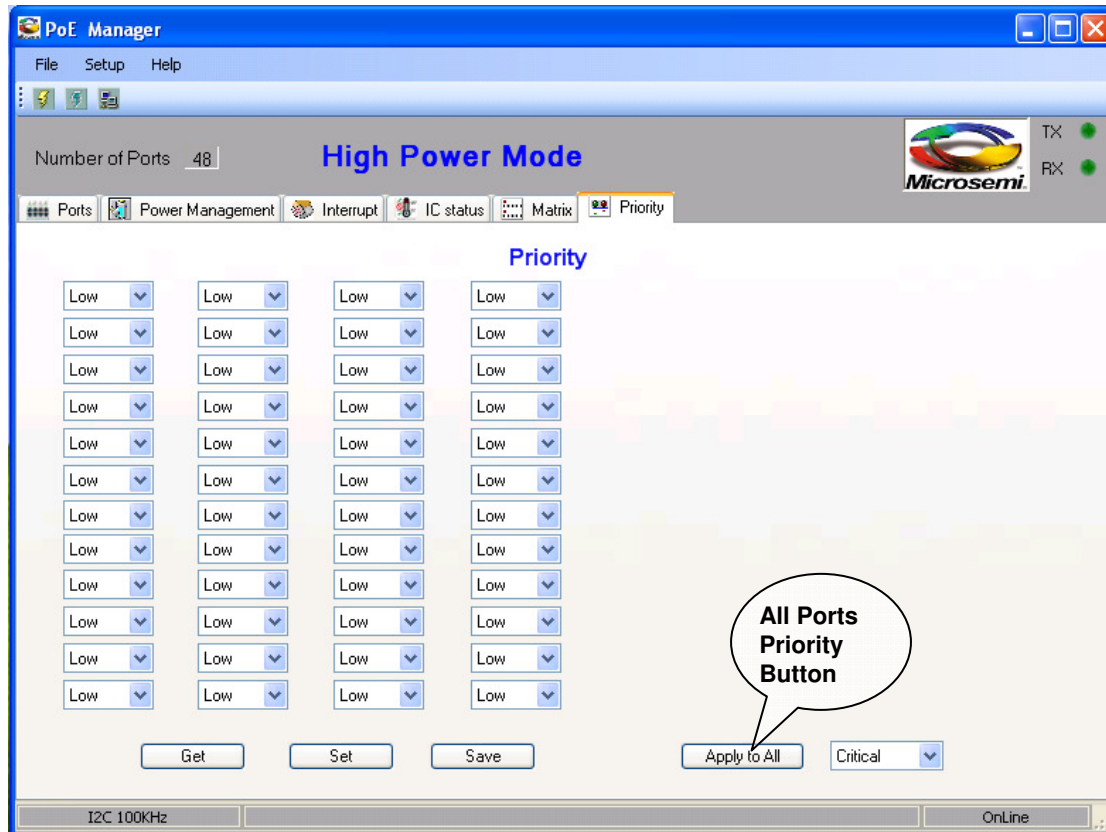 PoE Manager
File Setup Help
Number of Ports 48
High Power Mode
Microsemi
TX
RX
Ports Power Management Interrupt IC status Matrix Priority
Priority
Low Low Low Low
Low Low Low Low
Low Low Low Low
Low Low Low Low
Low Low Low Low
Low Low Low Low
Low Low Low Low
Low Low Low Low
Low Low Low Low
Low Low Low Low
Low Low Low Low
Low Low Low Low
All Ports
Priority
Button
Get Set Save Apply to All Critical
I2C 100KHz OnLine